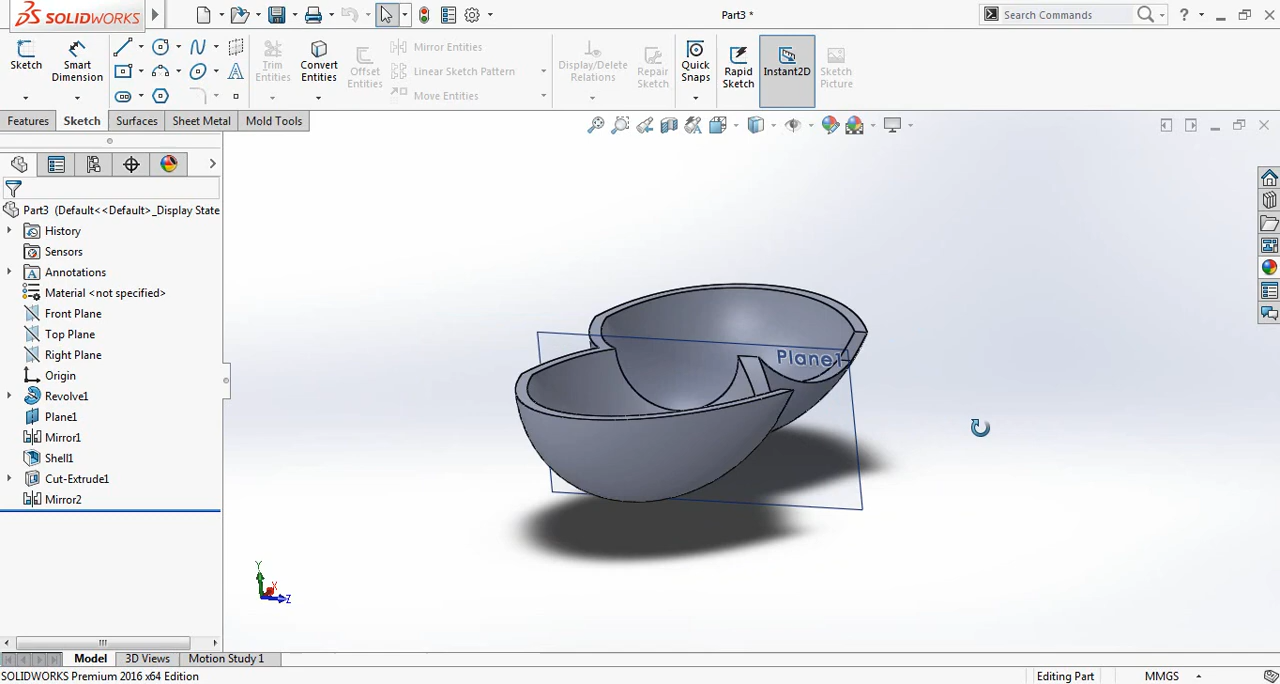 SOLIDWORKS
Part3 *
Search Commands
?
Sketch
Smart Dimension
Trim Entities
Convert Entities
Offset Entities
Mirror Entities
Linear Sketch Pattern
Move Entities
Display/Delete Relations
Repair Sketch
Quick Snaps
Rapid Sketch
Instant2D
Sketch Picture
Features
Sketch
Surfaces
Sheet Metal
Mold Tools
Part3 (Default<<Default>_Display State
History
Sensors
Annotations
Material <not specified>
Front Plane
Top Plane
Right Plane
Origin
Revolve1
Plane1
Mirror1
Shell1
Cut-Extrude1
Mirror2
Plane1
Y
X
Z
Model
3D Views
Motion Study 1
SOLIDWORKS Premium 2016 x64 Edition
Editing Part
MMGS